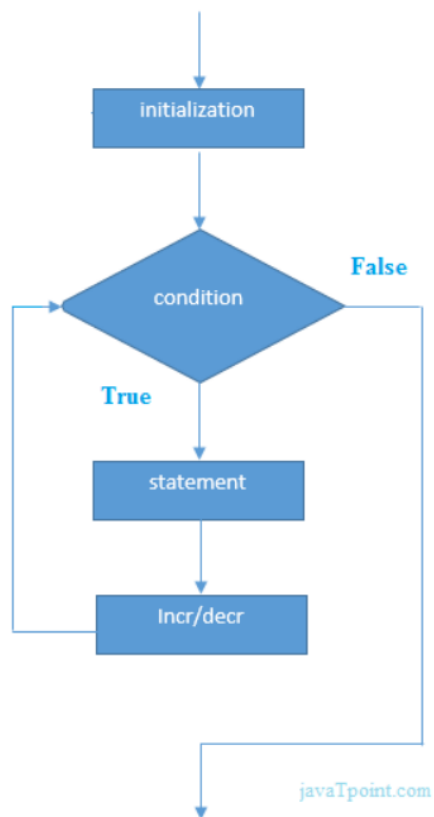 initialization
condition
False
True
statement
Incr/decr
javaTpoint.com